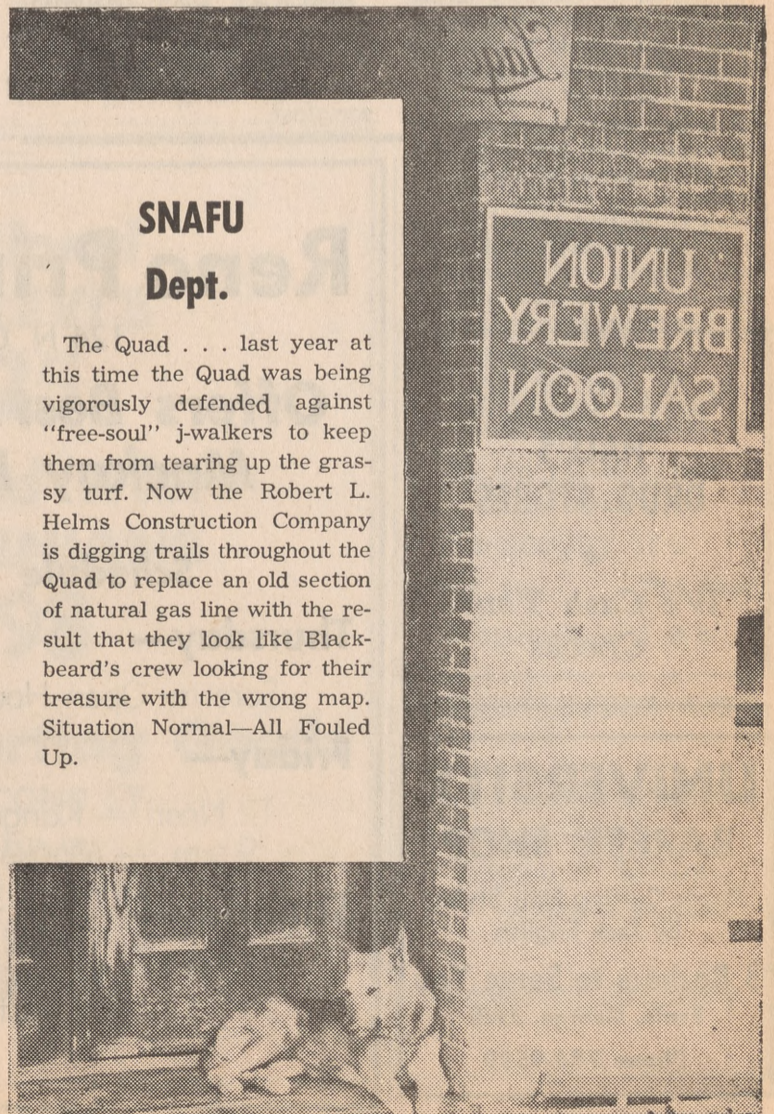 SNAFU
Dept.
The Quad . . . last year at
this time the Quad was being
vigorously defended against
"free-soul" j-walkers to keep
them from tearing up the gras-
sy turf. Now the Robert L.
Helms Construction Company
is digging trails throughout the
Quad to replace an old section
of natural gas line with the re-
sult that they look like Black-
beard's crew looking for their
treasure with the wrong map.
Situation Normal—All Fouled
Up.
Lager
UNION
BREWERY
SALOON